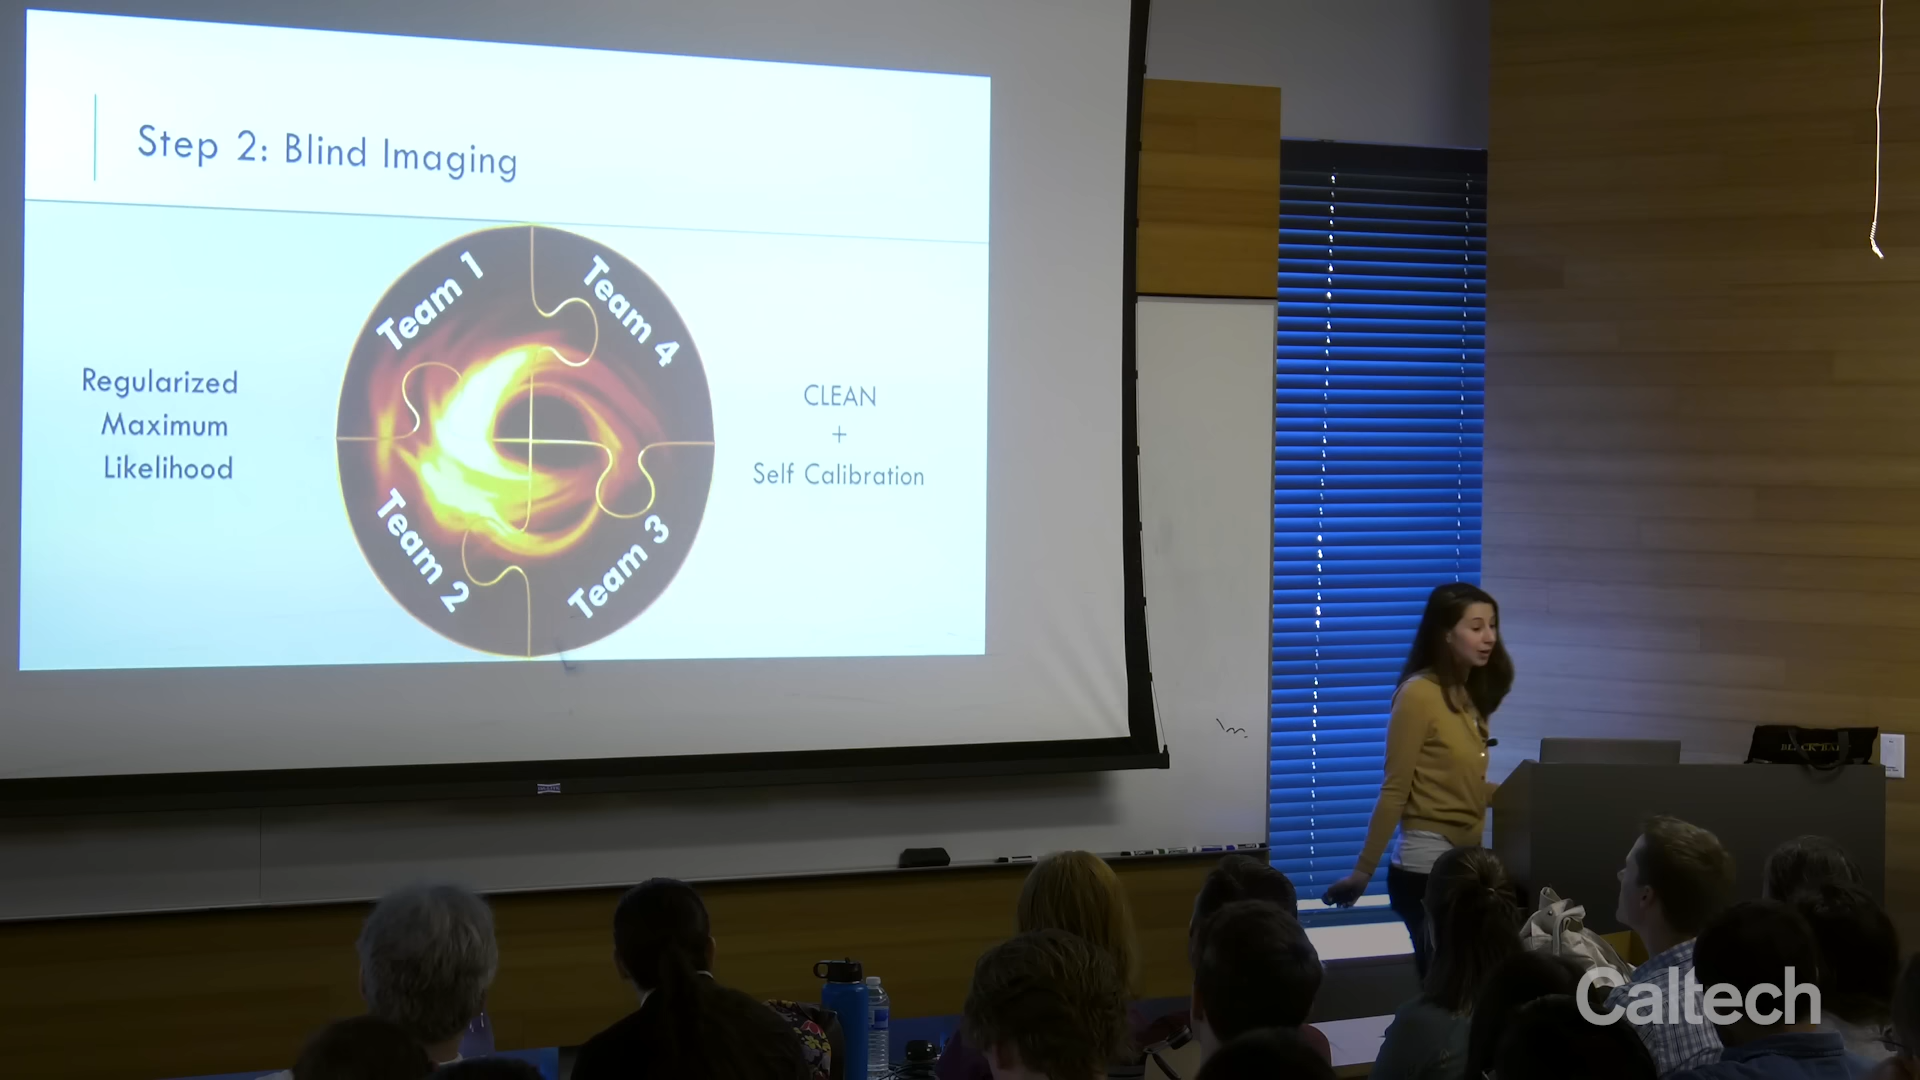 Step 2: Blind Imaging
Team 1
Team 4
Regularized
Maximum
Likelihood
CLEAN
+
Self Calibration
Team 2
Team 3
Caltech